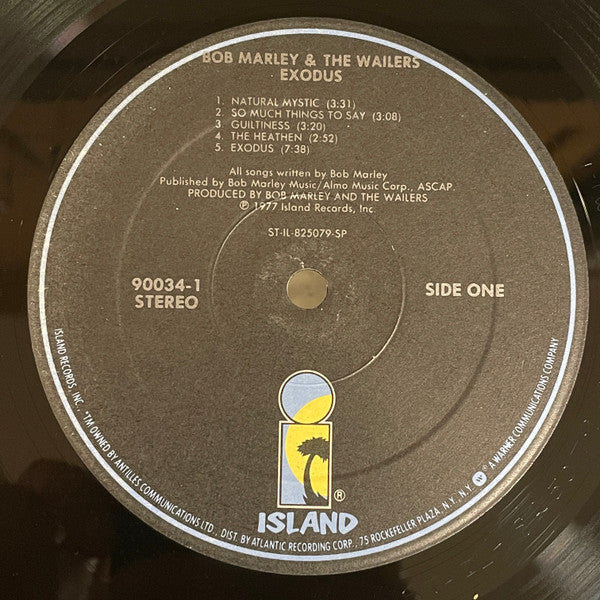 BOB MARLEY & THE WAILERS
EXODUS
1. NATURAL MYSTIC (3:31)
2. SO MUCH THINGS TO SAY (3:08)
3. GUILTINESS (3:20)
4. THE HEATHEN (2:52)
5. EXODUS (7:38)
All songs written by Bob Marley
Published by Bob Marley Music/Almo Music Corp., ASCAP
PRODUCED BY BOB MARLEY AND THE WAILERS
℗ 1977 Island Records, Inc.
ST-IL-825079-SP
90034-1
STEREO
SIDE ONE
®
ISLAND
ISLAND RECORDS, INC., *TM OWNED BY ANTILLES COMMUNICATIONS LTD., DIST. BY ATLANTIC RECORDING CORP., 75 ROCKEFELLER PLAZA, N.Y., N.Y. W ® A WARNER COMMUNICATIONS COMPANY